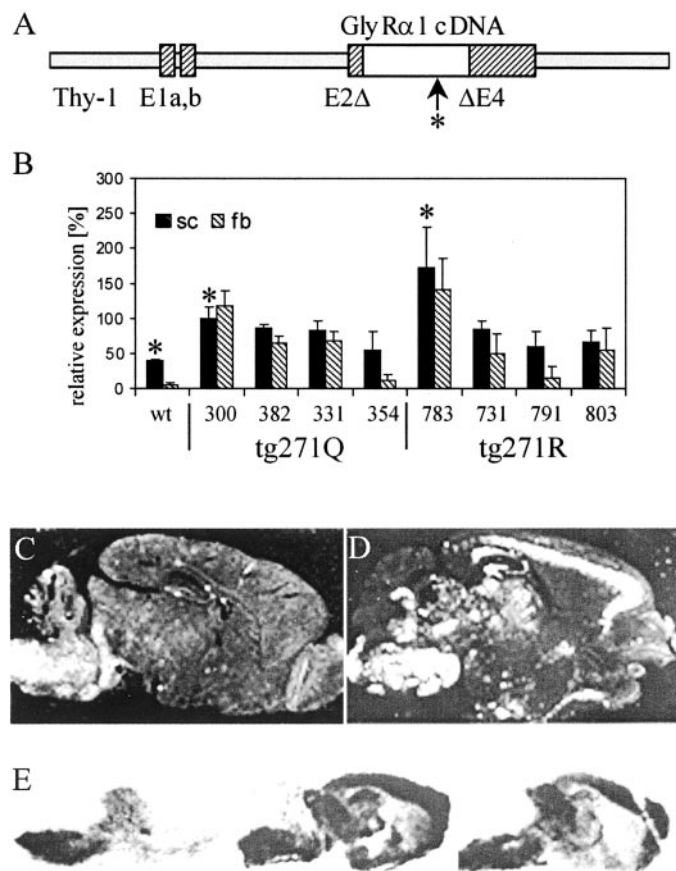 A
GlyRα1 cDNA
Thy-1 E1a,b E2Δ ΔE4
*
B
300
250
200
150
100
50
0
relative expression [%]
sc fb
* * *
wt 300 382 331 354 783 731 791 803
tg271Q tg271R
C D
E